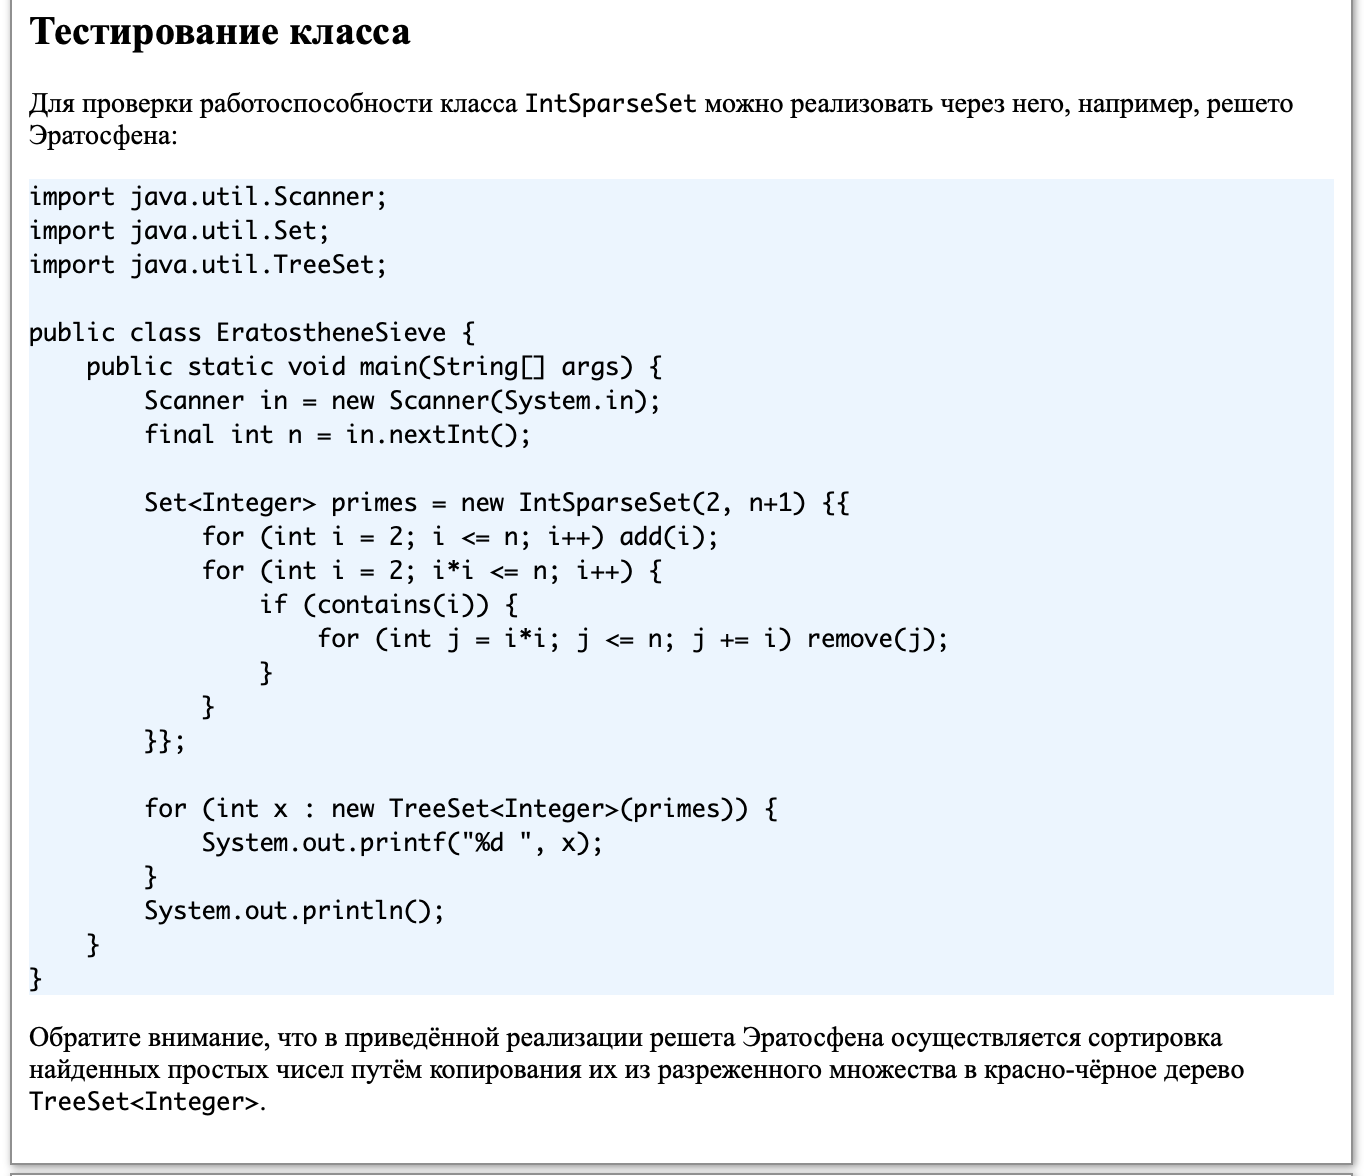 Тестирование класса
Для проверки работоспособности класса IntSparseSet можно реализовать через него, например, решето
Эратосфена:
import java.util.Scanner;
import java.util.Set;
import java.util.TreeSet;
public class EratostheneSieve {
    public static void main(String[] args) {
        Scanner in = new Scanner(System.in);
        final int n = in.nextInt();
        Set<Integer> primes = new IntSparseSet(2, n+1) {{
            for (int i = 2; i <= n; i++) add(i);
            for (int i = 2; i*i <= n; i++) {
                if (contains(i)) {
                    for (int j = i*i; j <= n; j += i) remove(j);
                }
            }
        }};
        for (int x : new TreeSet<Integer>(primes)) {
            System.out.printf("%d ", x);
        }
        System.out.println();
    }
}
Обратите внимание, что в приведённой реализации решета Эратосфена осуществляется сортировка
найденных простых чисел путём копирования их из разреженного множества в красно-чёрное дерево
TreeSet<Integer>.